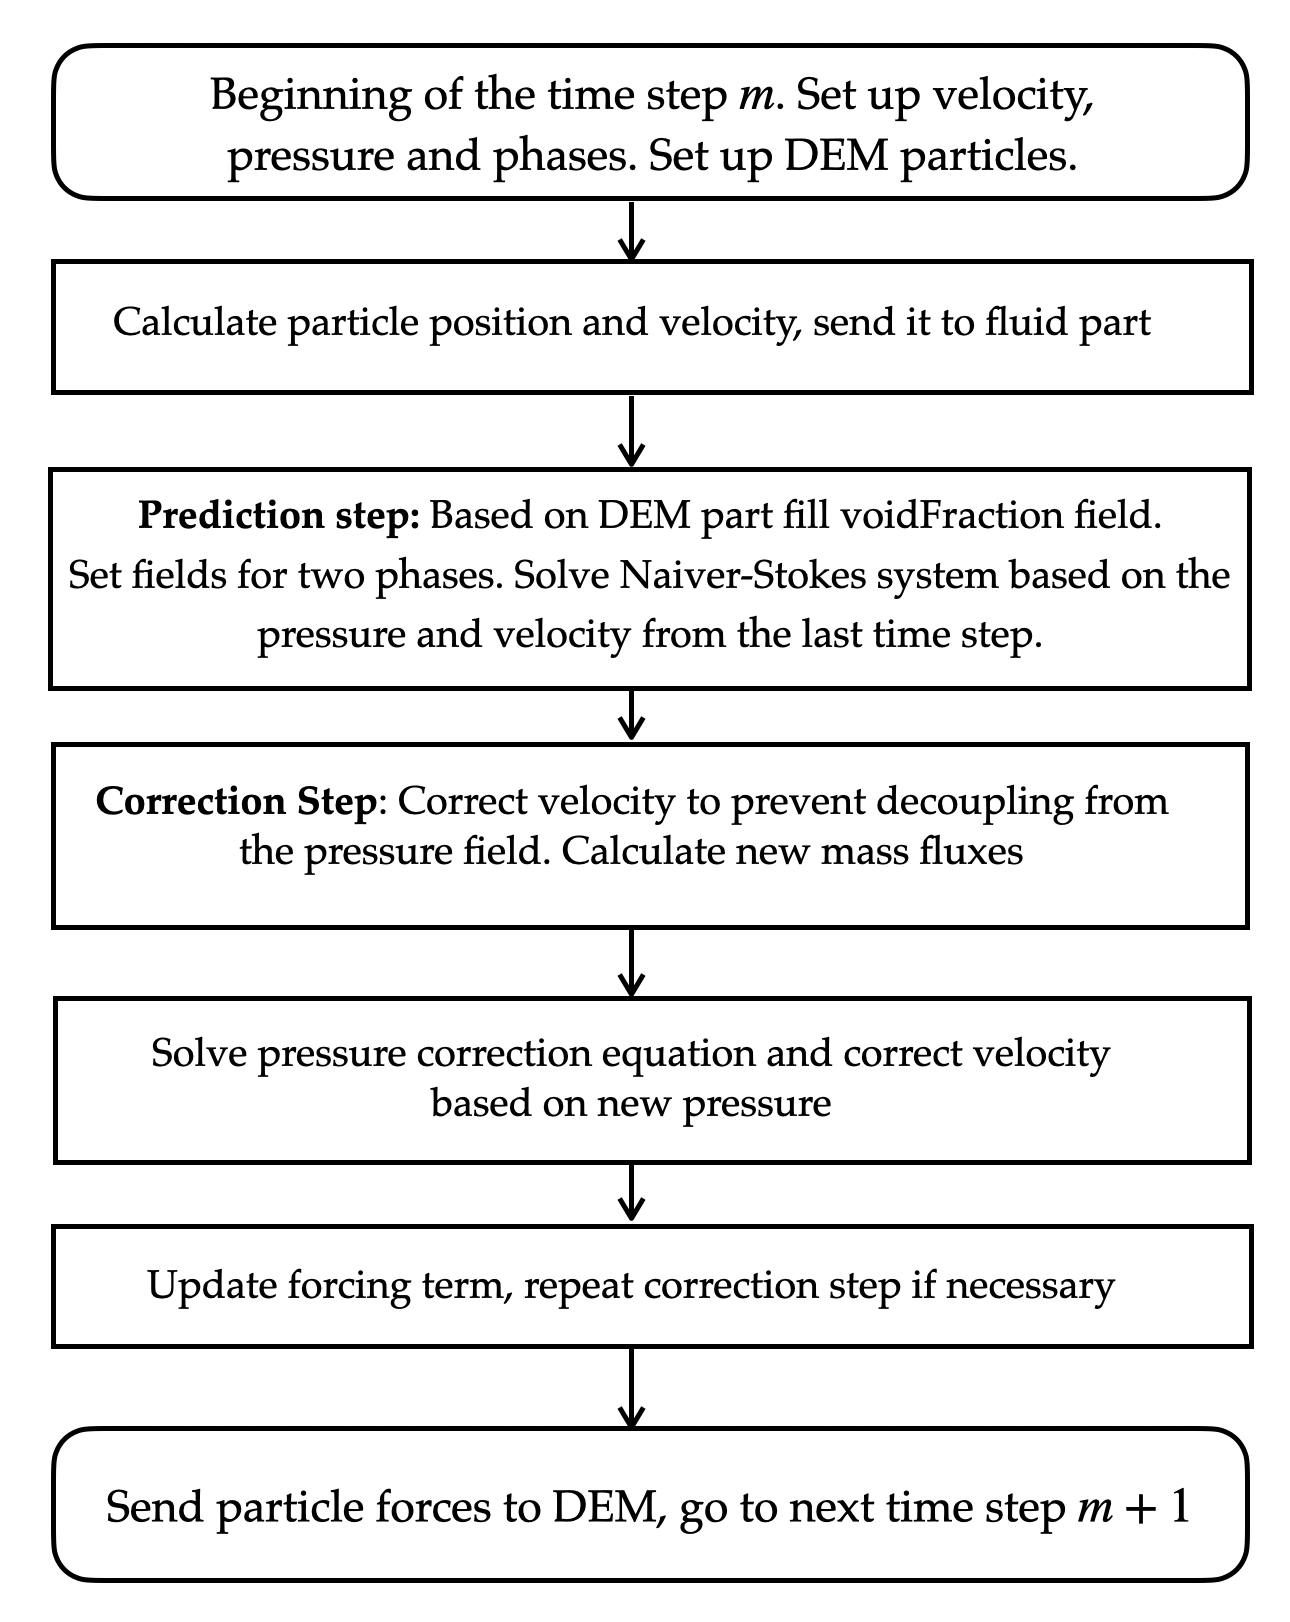 Beginning of the time step m. Set up velocity,
pressure and phases. Set up DEM particles.
Calculate particle position and velocity, send it to fluid part
Prediction step: Based on DEM part fill voidFraction field.
Set fields for two phases. Solve Naiver-Stokes system based on the
pressure and velocity from the last time step.
Correction Step: Correct velocity to prevent decoupling from
the pressure field. Calculate new mass fluxes
Solve pressure correction equation and correct velocity
based on new pressure
Update forcing term, repeat correction step if necessary
Send particle forces to DEM, go to next time step m + 1